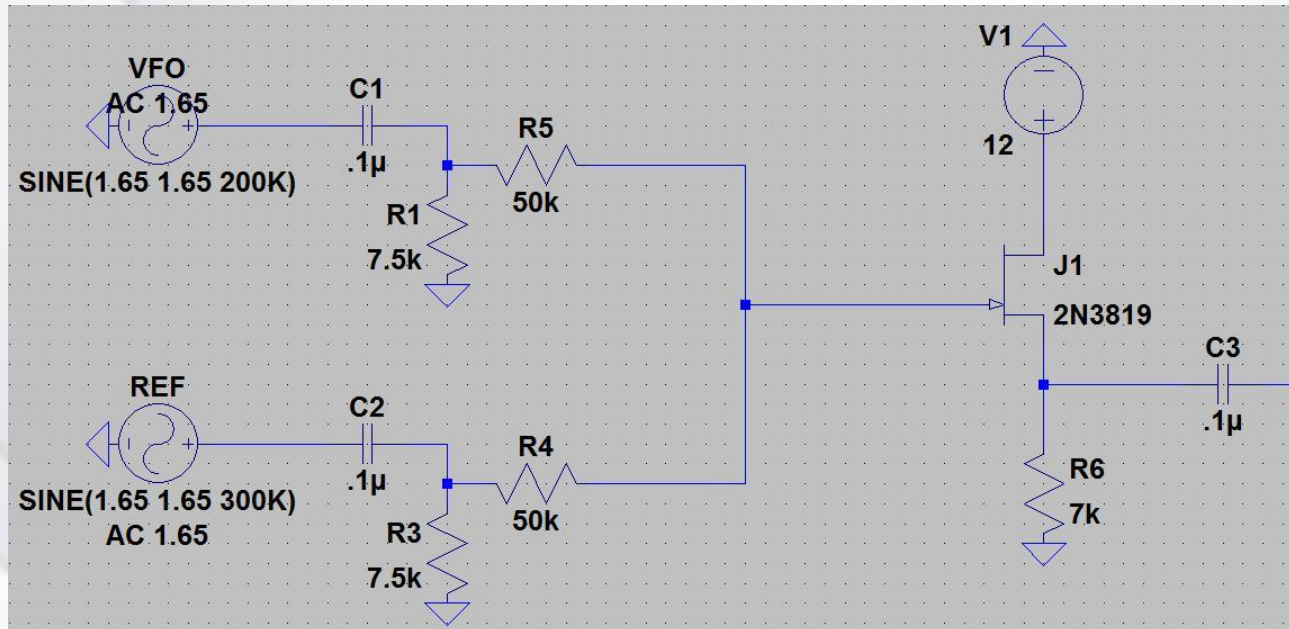 VFO
AC 1.65
SINE(1.65 1.65 200K)
C1
.1µ
R5
50k
R1
7.5k
V1
12
J1
2N3819
REF
SINE(1.65 1.65 300K)
AC 1.65
C2
.1µ
R4
50k
R3
7.5k
C3
.1µ
R6
7k